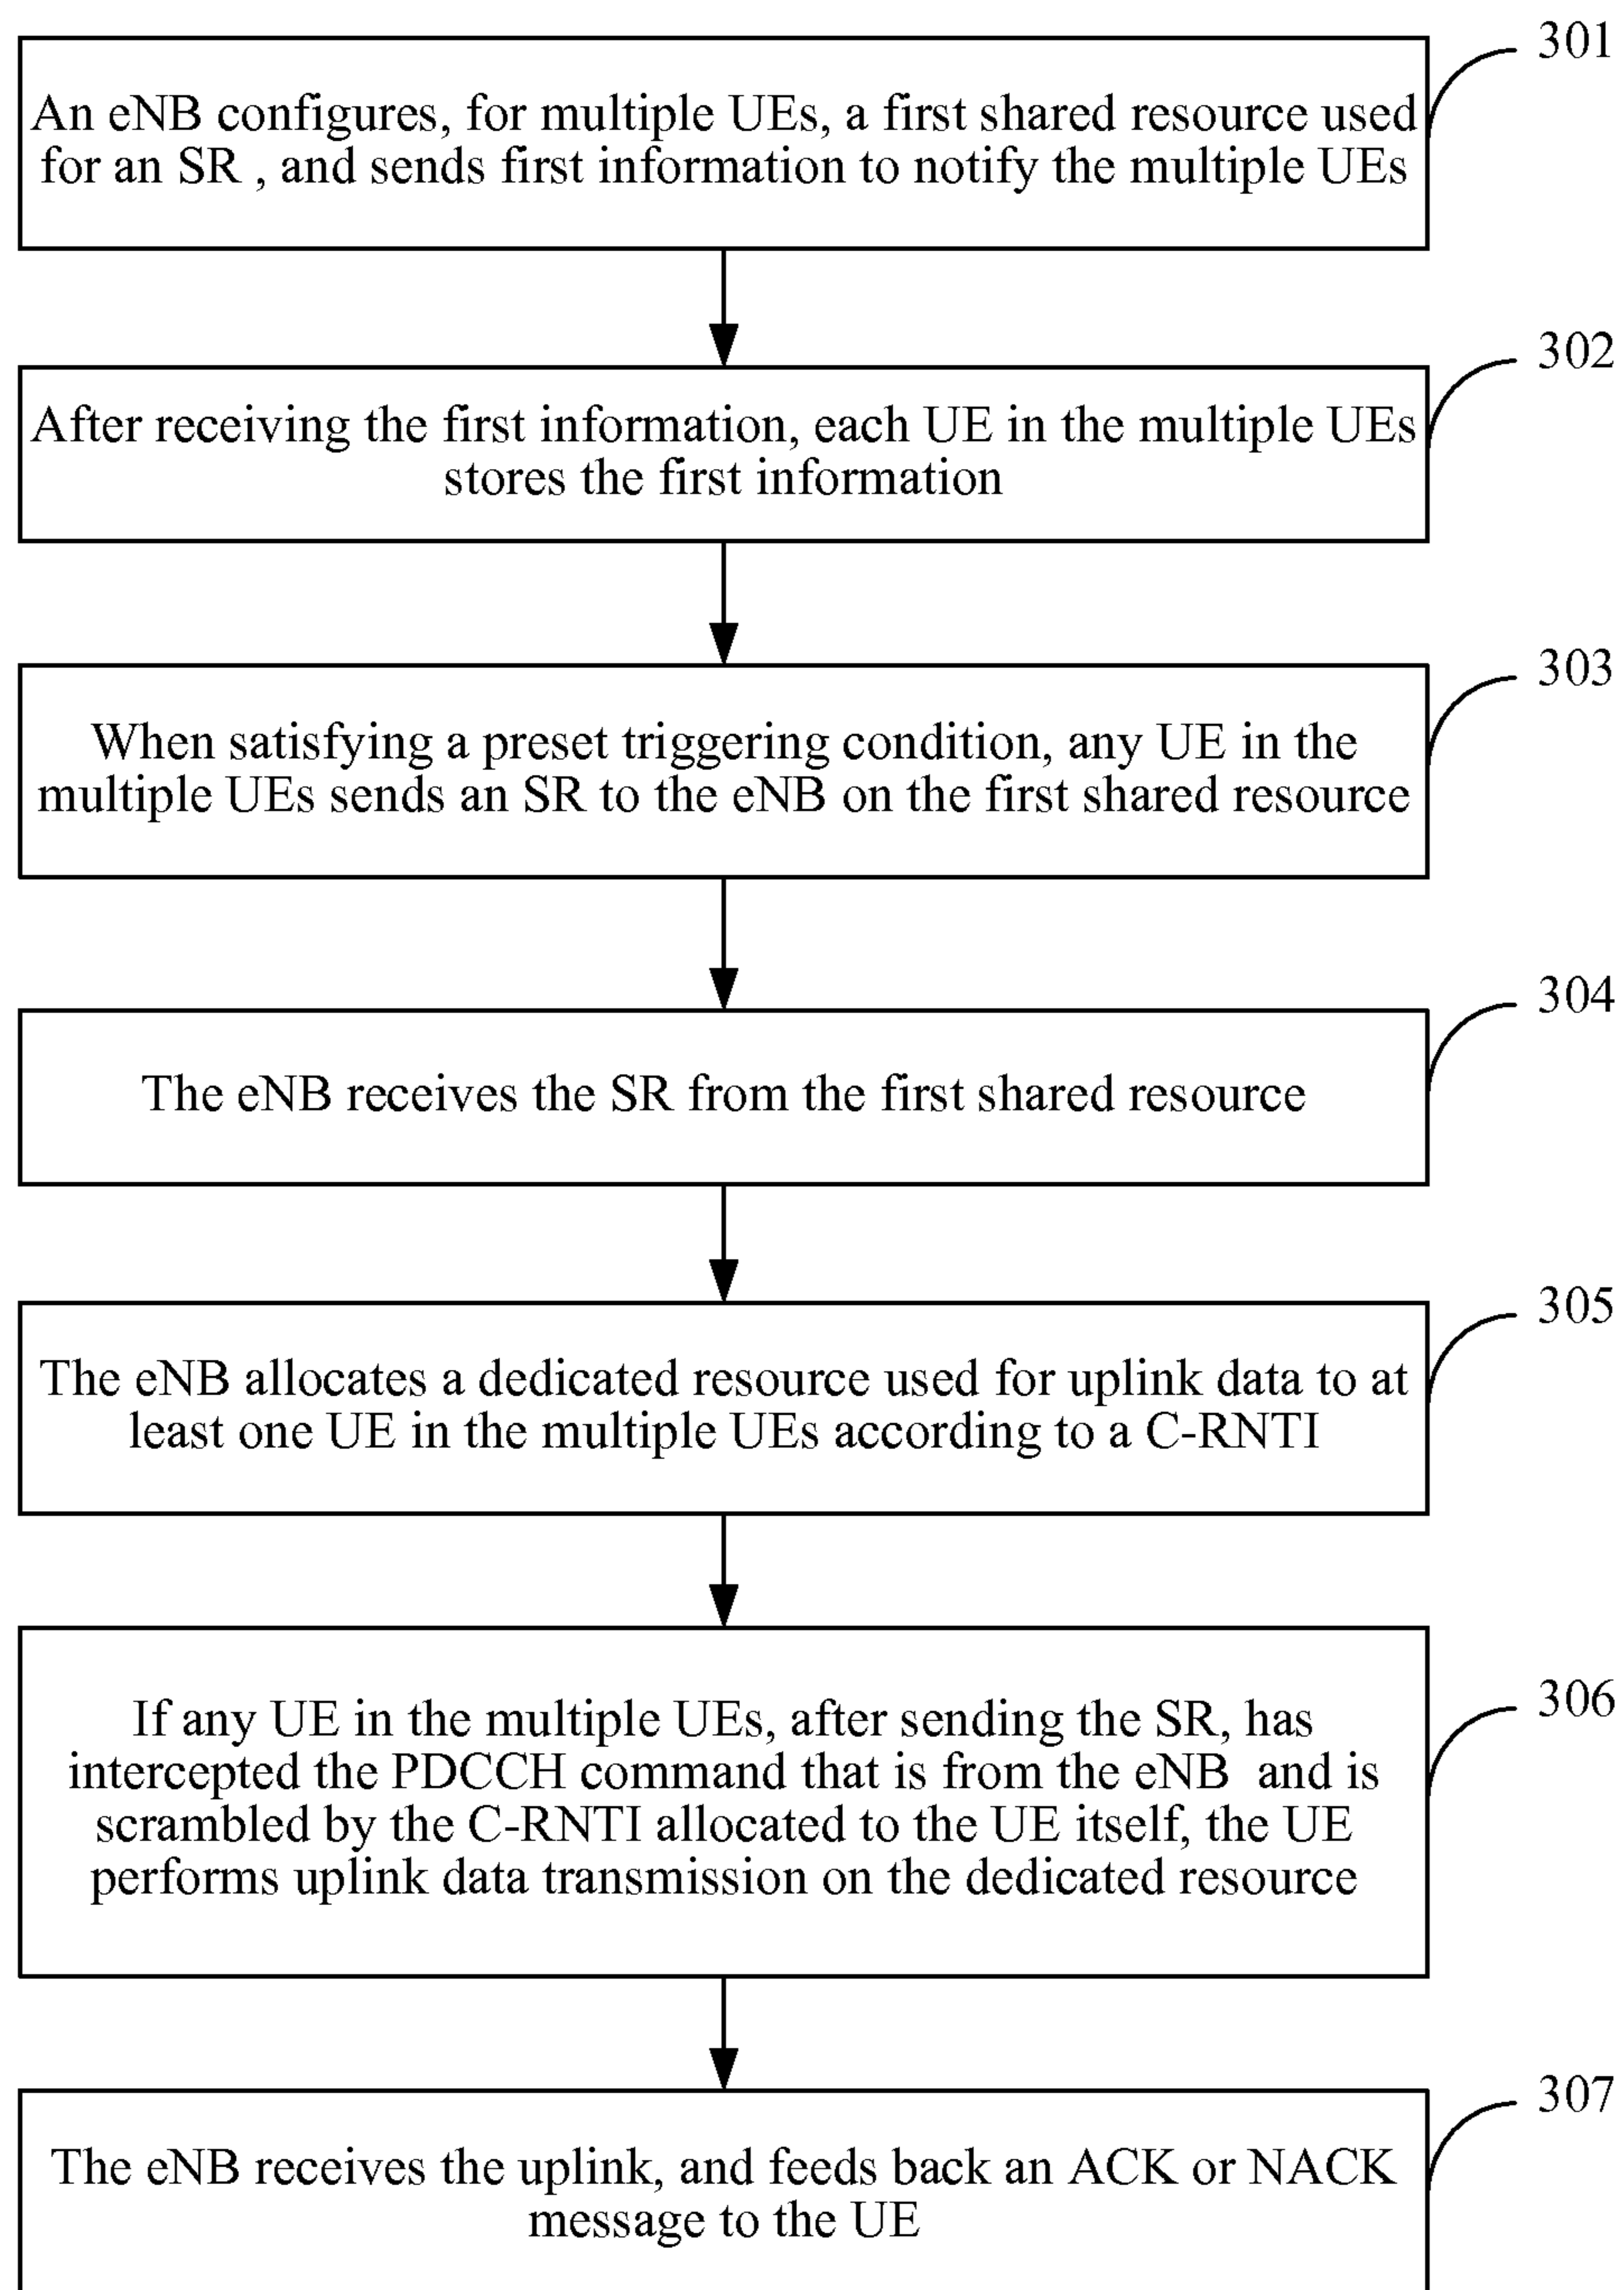 301
An eNB configures, for multiple UEs, a first shared resource used
for an SR , and sends first information to notify the multiple UEs
302
After receiving the first information, each UE in the multiple UEs
stores the first information
303
When satisfying a preset triggering condition, any UE in the
multiple UEs sends an SR to the eNB on the first shared resource
304
The eNB receives the SR from the first shared resource
305
The eNB allocates a dedicated resource used for uplink data to at
least one UE in the multiple UEs according to a C-RNTI
306
If any UE in the multiple UEs, after sending the SR, has
intercepted the PDCCH command that is from the eNB and is
scrambled by the C-RNTI allocated to the UE itself, the UE
performs uplink data transmission on the dedicated resource
307
The eNB receives the uplink, and feeds back an ACK or NACK
message to the UE